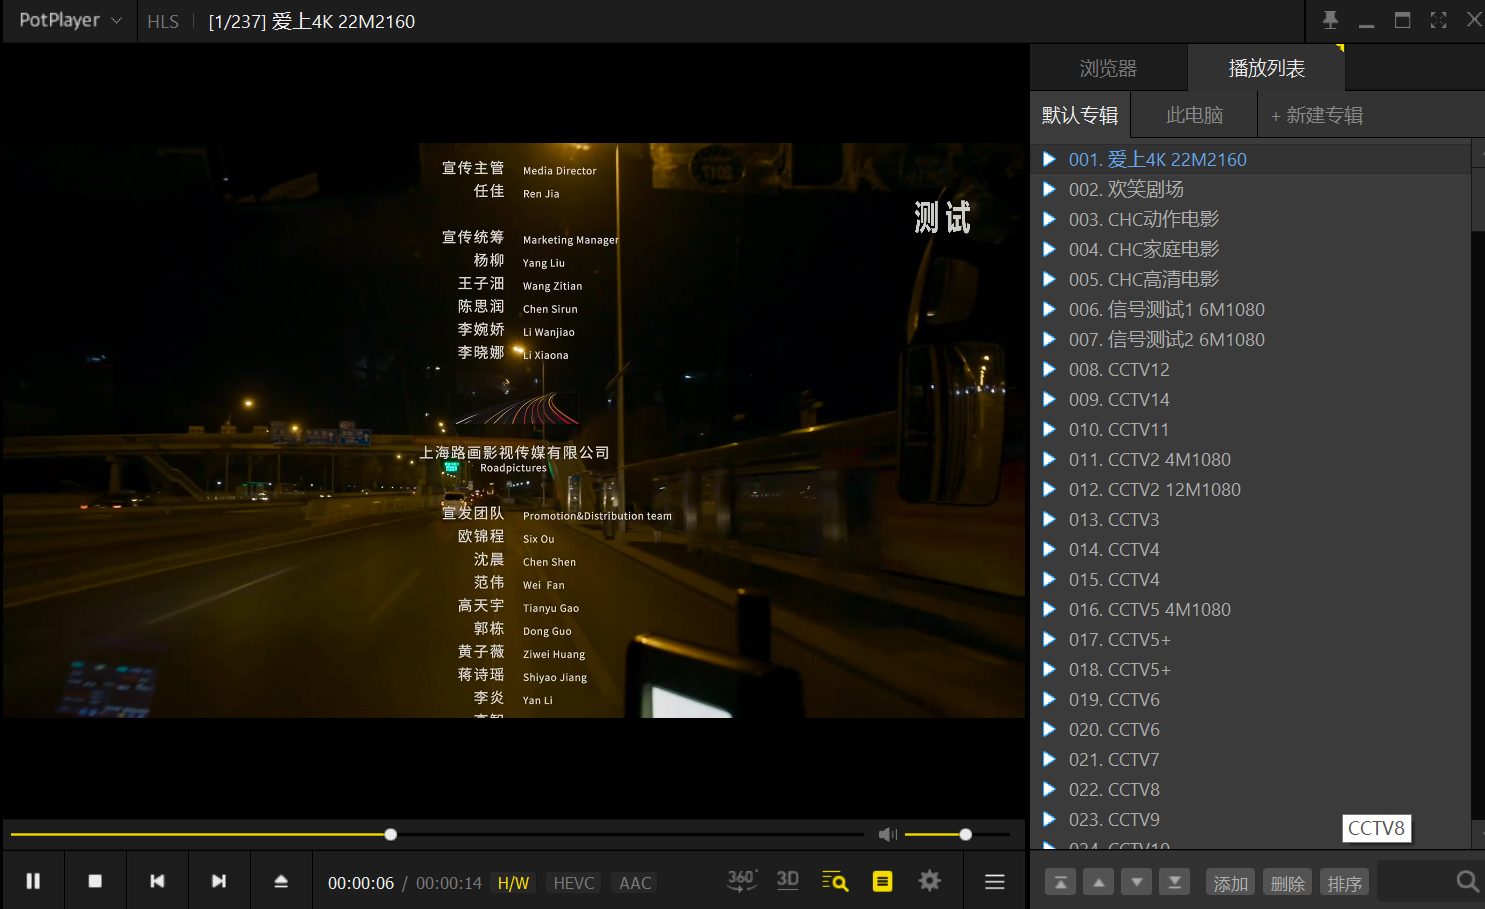 PotPlayer HLS [1/237] 爱上4K 22M2160
浏览器 播放列表
默认专辑 此电脑 + 新建专辑
宣传主管 Media Director
任佳 Ren Jia
测试
宣传统筹 Marketing Manager
杨柳 Yang Liu
王子沺 Wang Zitian
陈思润 Chen Sirun
李婉娇 Li Wanjiao
李晓娜 Li Xiaona
上海路画影视传媒有限公司
Roadpictures
宣发团队 Promotion&Distribution team
欧锦程 Six Ou
沈晨 Chen Shen
范伟 Wei Fan
高天宇 Tianyu Gao
郭栋 Dong Guo
黄子薇 Ziwei Huang
蒋诗瑶 Shiyao Jiang
李炎 Yan Li
001. 爱上4K 22M2160
002. 欢笑剧场
003. CHC动作电影
004. CHC家庭电影
005. CHC高清电影
006. 信号测试1 6M1080
007. 信号测试2 6M1080
008. CCTV12
009. CCTV14
010. CCTV11
011. CCTV2 4M1080
012. CCTV2 12M1080
013. CCTV3
014. CCTV4
015. CCTV4
016. CCTV5 4M1080
017. CCTV5+
018. CCTV5+
019. CCTV6
020. CCTV6
021. CCTV7
022. CCTV8
023. CCTV9
024. CCTV10
CCTV8
00:00:06 / 00:00:14 H/W HEVC AAC 360° 3D
添加 删除 排序